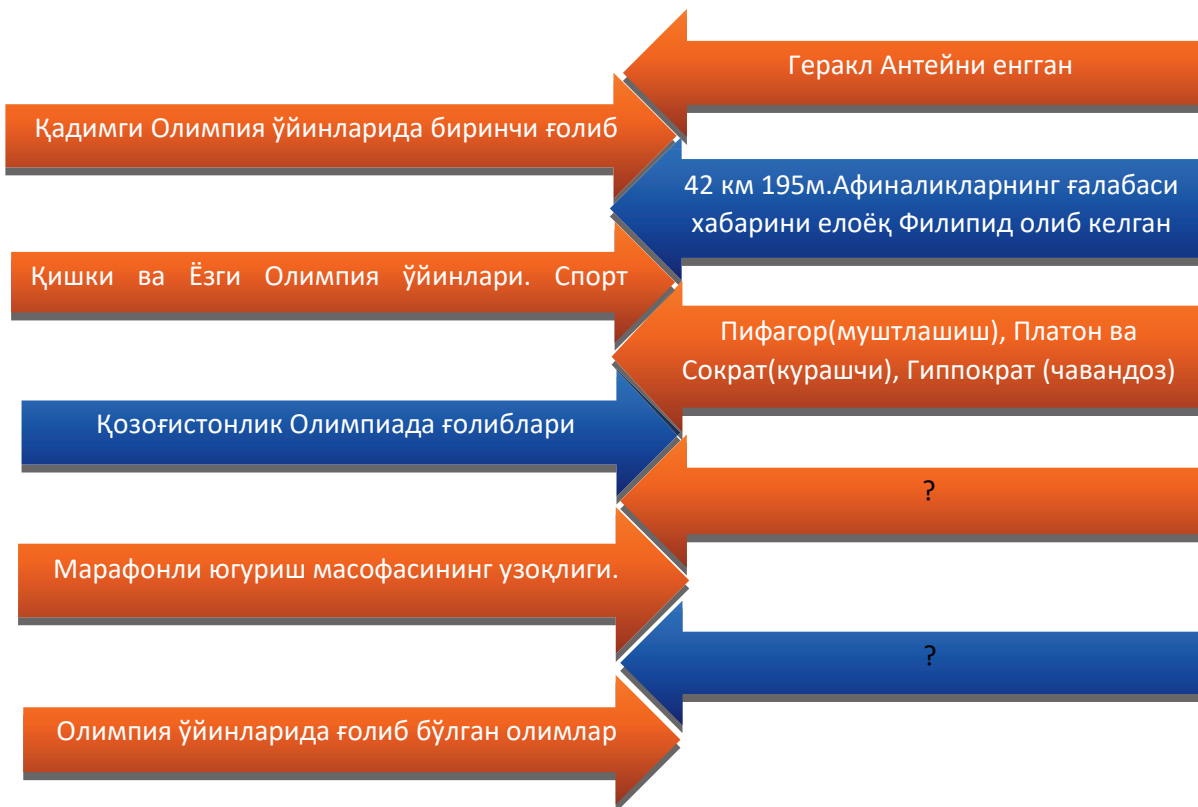 Геракл Антейни енгган
Қадимги Олимпия ўйинларида биринчи ғолиб
42 км 195м.Афиналикларнинг ғалабаси
хабарини елоёқ Филипид олиб келган
Қишки ва Ёзги Олимпия ўйинлари. Спорт
Пифагор(муштлашиш), Платон ва
Сократ(курашчи), Гиппократ (чавандоз)
Қозоғистонлик Олимпиада ғолиблари
?
Марафонли югуриш масофасининг узоқлиги.
?
Олимпия ўйинларида ғолиб бўлган олимлар